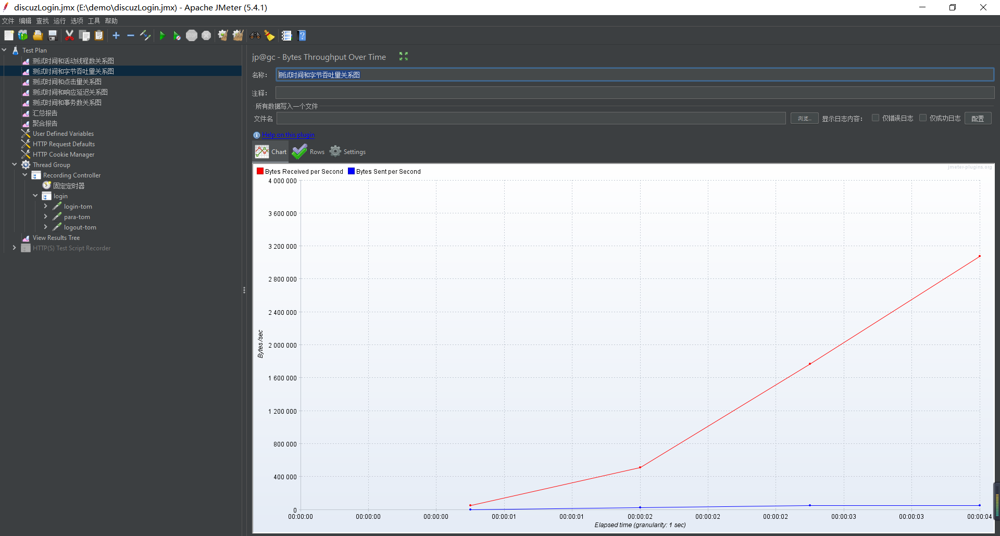 discuzLogin.jmx (E:\demo\discuzLogin.jmx) - Apache JMeter (5.4.1)
文件 编辑 查找 运行 选项 工具 帮助
Test Plan
测试时间和活动线程数关系图
测试时间和字节吞吐量关系图
测试时间和点击量关系图
测试时间和响应延迟关系图
测试时间和事务数关系图
汇总报告
聚合报告
User Defined Variables
HTTP Request Defaults
HTTP Cookie Manager
Thread Group
Recording Controller
固定定时器
login
login-tom
para-tom
logout-tom
View Results Tree
HTTP(S) Test Script Recorder
jp@gc - Bytes Throughput Over Time
名称: 测试时间和字节吞吐量关系图
注释:
所有数据写入一个文件
文件名 浏览... 显示日志内容: 仅错误日志 仅成功日志 配置
Help on this plugin
Chart Rows Settings
Bytes Received per Second Bytes Sent per Second
jmeter-plugins.org
4 000 000
3 600 000
3 200 000
2 800 000
2 400 000
2 000 000
1 600 000
1 200 000
800 000
400 000
0
Bytes /sec
00:00:00 00:00:00 00:00:00 00:00:01 00:00:01 00:00:02 00:00:02 00:00:02 00:00:03 00:00:03 00:00:04
Elapsed time (granularity: 1 sec)